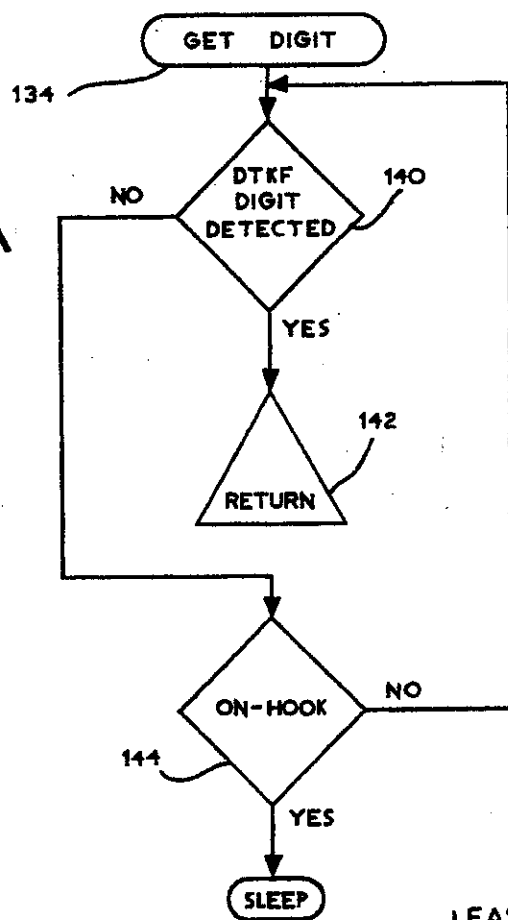 GET DIGIT
134
NO
DTKF
DIGIT
DETECTED
140
YES
142
RETURN
ON-HOOK
NO
144
YES
SLEEP